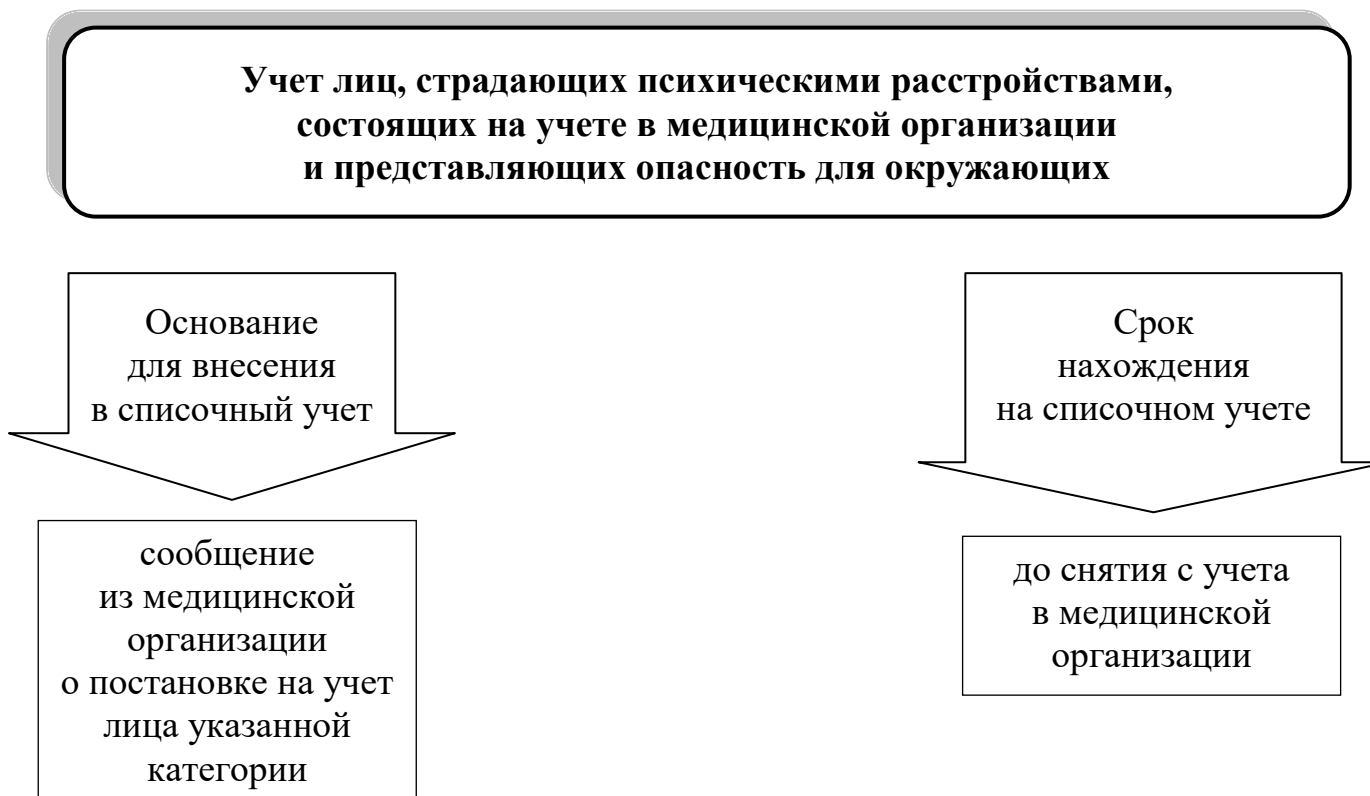 Учет лиц, страдающих психическими расстройствами,
состоящих на учете в медицинской организации
и представляющих опасность для окружающих
Основание
для внесения
в списочный учет
сообщение
из медицинской
организации
о постановке на учет
лица указанной
категории
Срок
нахождения
на списочном учете
до снятия с учета
в медицинской
организации